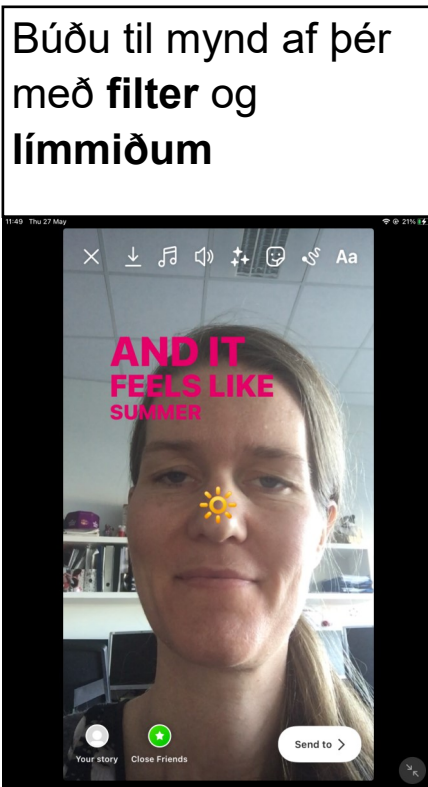 Búðu til mynd af þér
með filter og
límmiðum
11:49 Thu 27 May
21%
Aa
AND IT
FEELS LIKE
SUMMER
Your story
Close Friends
Send to